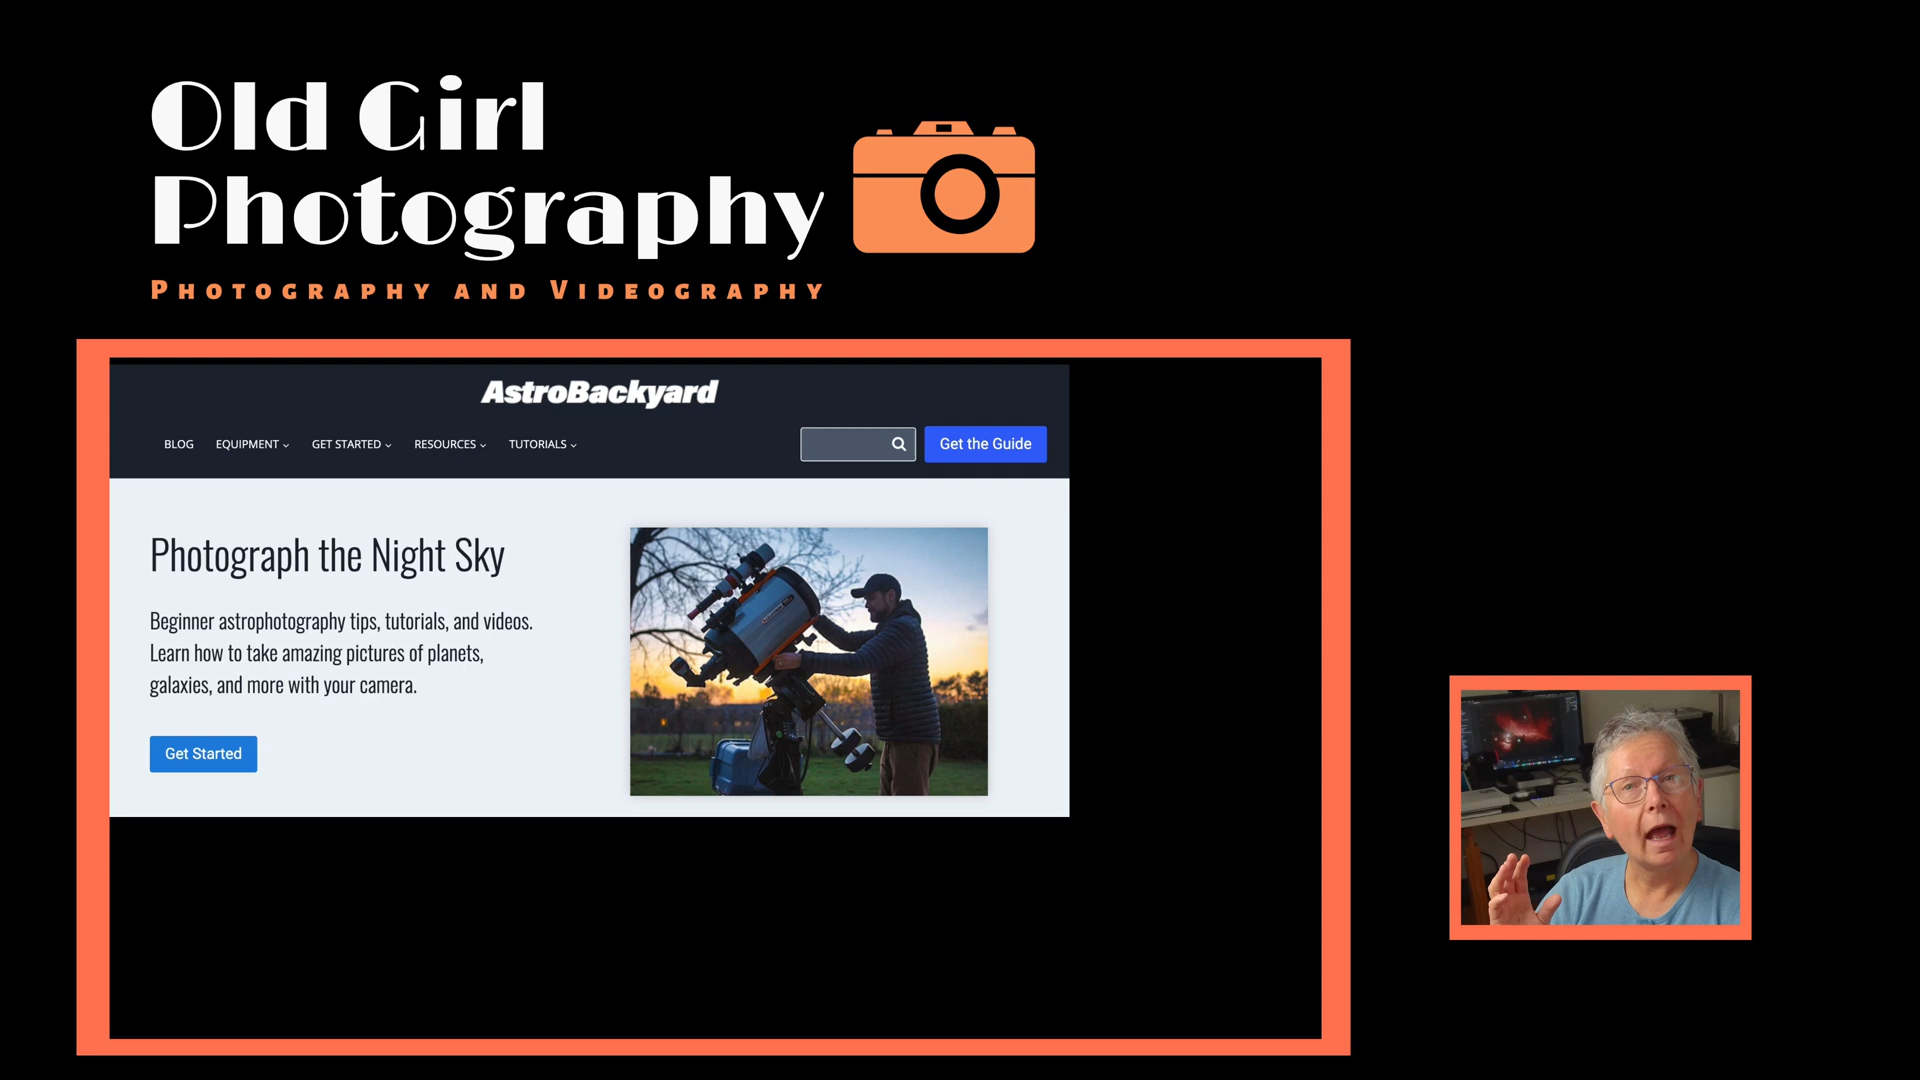 Old Girl
Photography
Photography and Videography
AstroBackyard
BLOG EQUIPMENT GET STARTED RESOURCES TUTORIALS Get the Guide
Photograph the Night Sky
Beginner astrophotography tips, tutorials, and videos.
Learn how to take amazing pictures of planets,
galaxies, and more with your camera.
Get Started